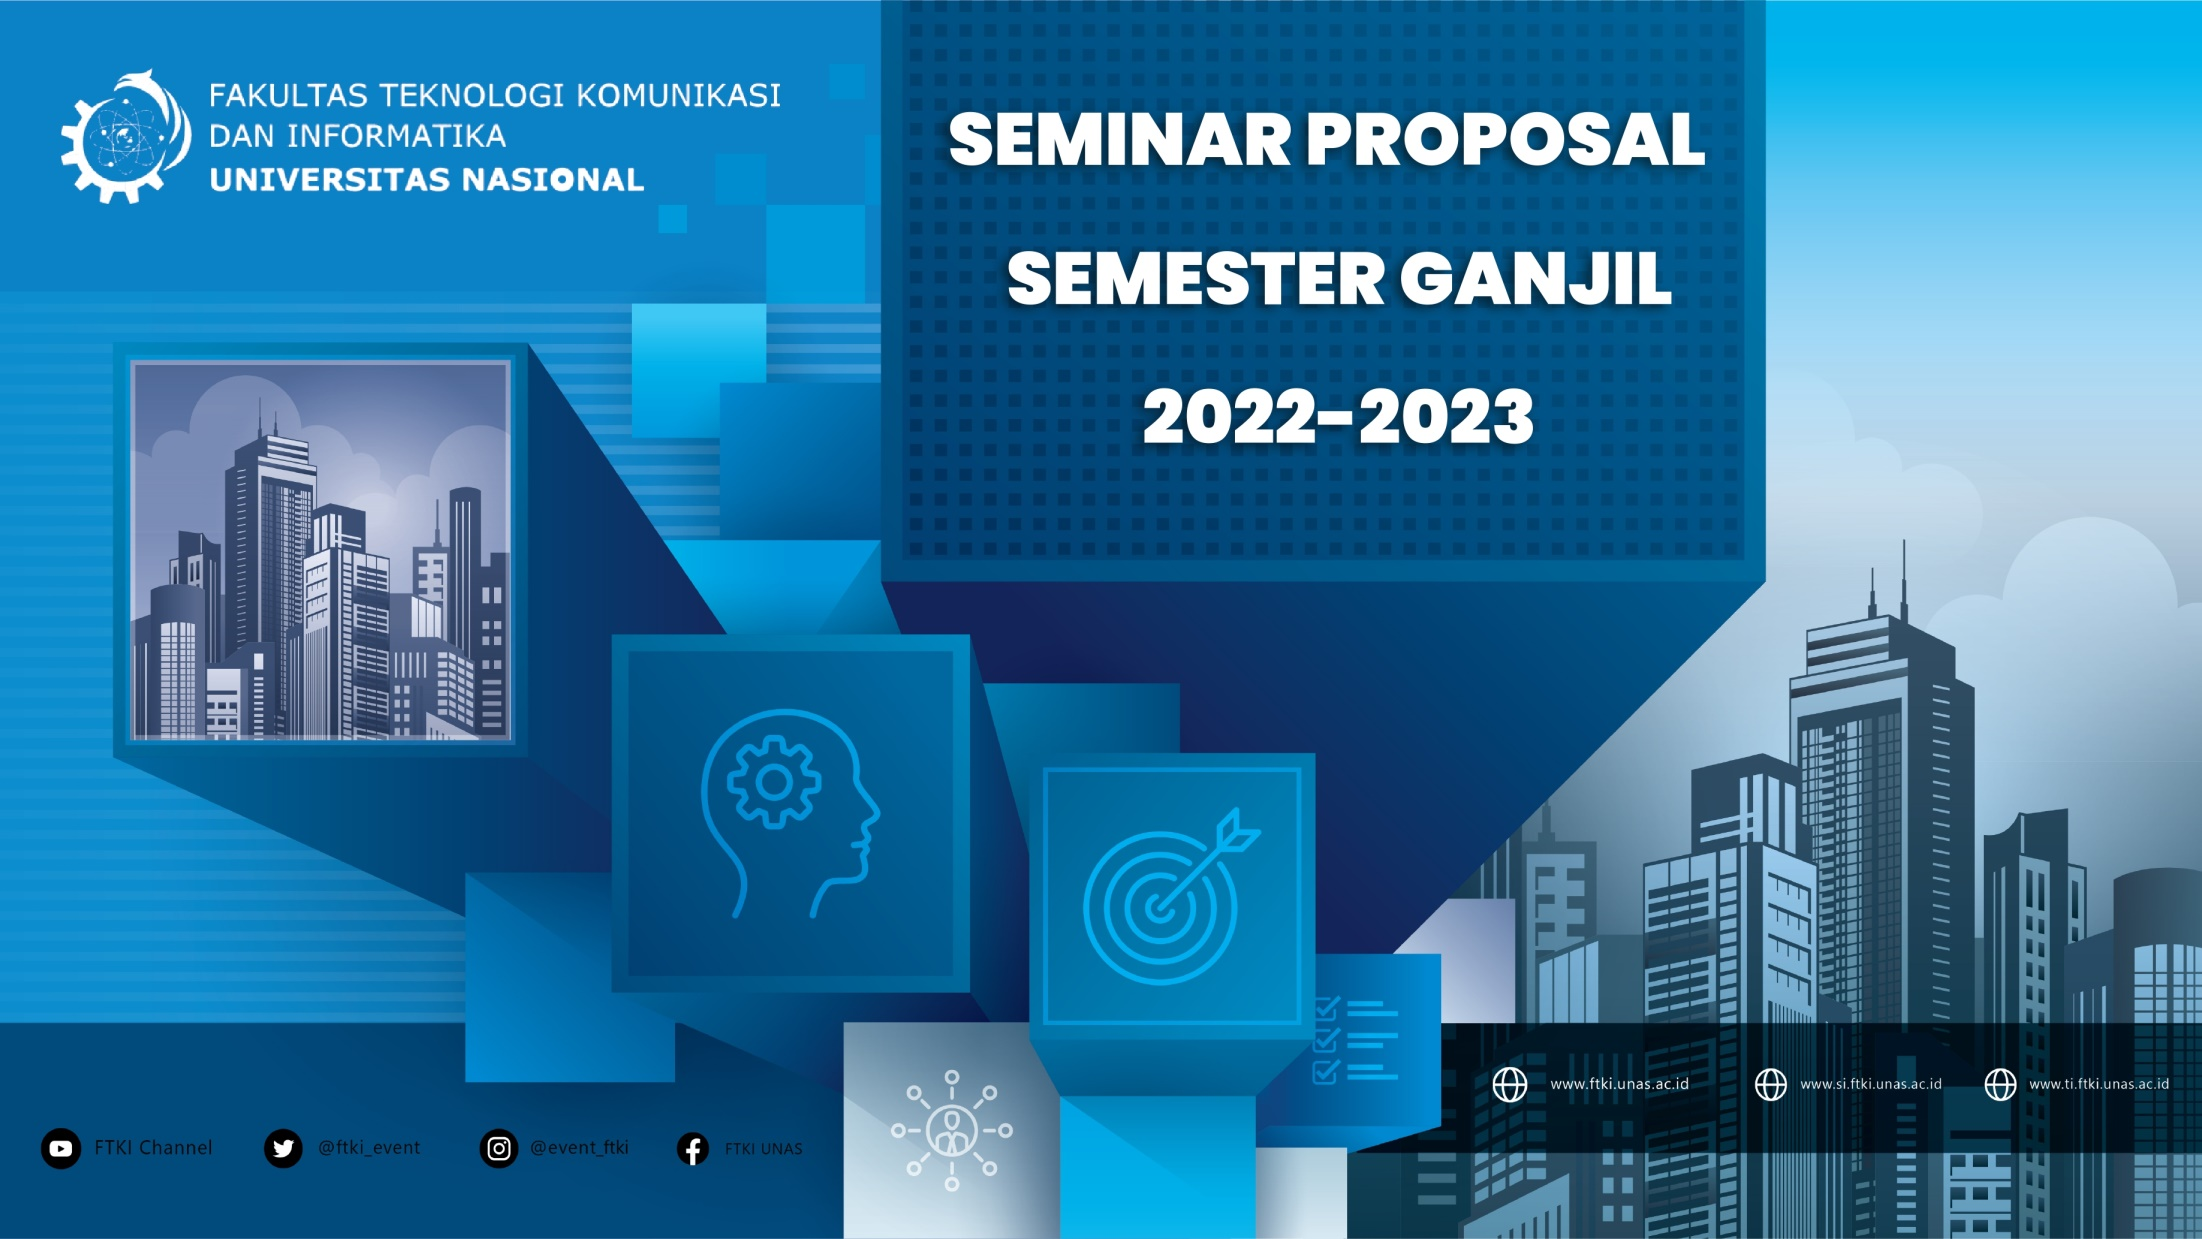 FAKULTAS TEKNOLOGI KOMUNIKASI
DAN INFORMATIKA
UNIVERSITAS NASIONAL
SEMINAR PROPOSAL
SEMESTER GANJIL
2022-2023
www.ftki.unas.ac.id
www.si.ftki.unas.ac.id
www.ti.ftki.unas.ac.id
FTKI Channel
@ftki_event
@event_ftki
FTKI UNAS